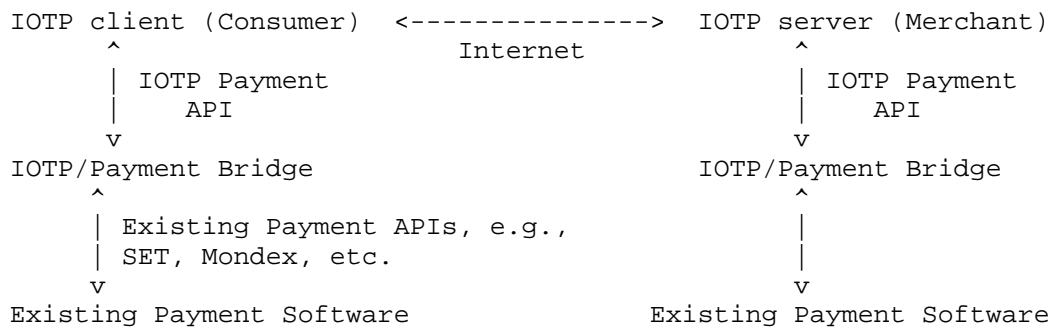 IOTP client (Consumer)  <--------------->  IOTP server (Merchant)
      ^                     Internet             ^
      | IOTP Payment                             | IOTP Payment
      |    API                                   |    API
      v                                          v
IOTP/Payment Bridge                        IOTP/Payment Bridge
     ^                                           ^
     | Existing Payment APIs, e.g.,              |
     | SET, Mondex, etc.                         |
     v                                           v
Existing Payment Software               Existing Payment Software